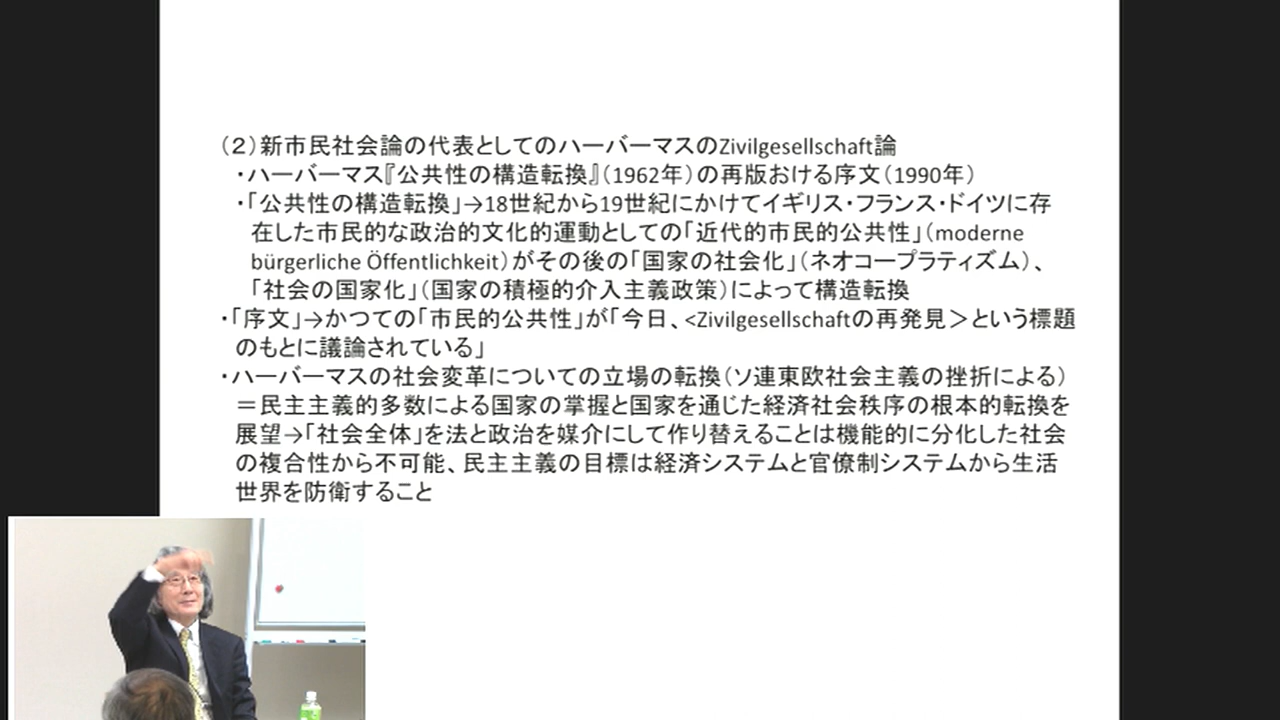 （２）新市民社会論の代表としてのハーバーマスのZivilgesellschaft論
・ハーバーマス『公共性の構造転換』（1962年）の再版おける序文（1990年）
・「公共性の構造転換」→18世紀から19世紀にかけてイギリス・フランス・ドイツに存
在した市民的な政治的文化的運動としての「近代的市民的公共性」（moderne
bürgerliche Öffentlichkeit）がその後の「国家の社会化」（ネオコープラティズム）、
「社会の国家化」（国家の積極的介入主義政策）によって構造転換
・「序文」→かつての「市民的公共性」が「今日、<Zivilgesellschaftの再発見＞という標題
のもとに議論されている」
・ハーバーマスの社会変革についての立場の転換（ソ連東欧社会主義の挫折による）
＝民主主義的多数による国家の掌握と国家を通じた経済社会秩序の根本的転換を
展望→「社会全体」を法と政治を媒介にして作り替えることは機能的に分化した社会
の複合性から不可能、民主主義の目標は経済システムと官僚制システムから生活
世界を防衛すること